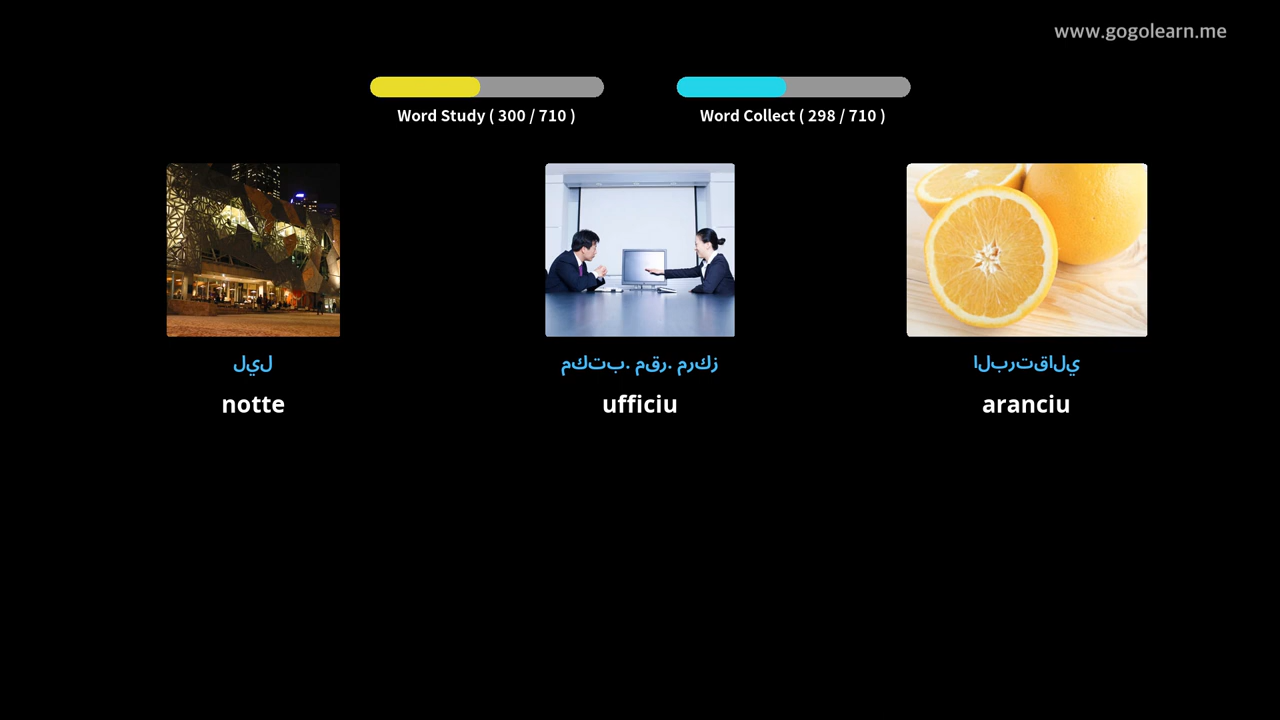 www.gogolearn.me
Word Study ( 300 / 710 )
Word Collect ( 298 / 710 )
ليل
مكتب. مقر. مركز
البرتقالي
notte
ufficiu
aranciu